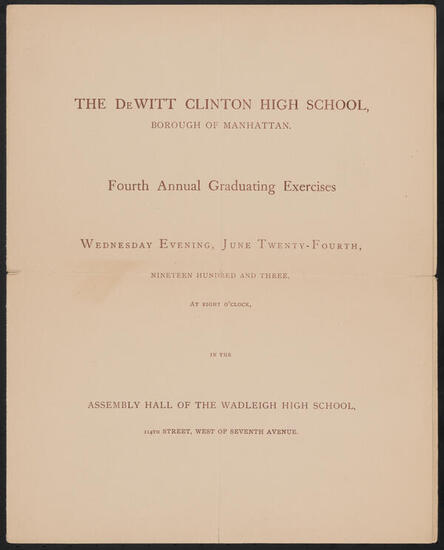 THE DEWITT CLINTON HIGH SCHOOL,
BOROUGH OF MANHATTAN.
Fourth Annual Graduating Exercises
WEDNESDAY EVENING, JUNE TWENTY-FOURTH,
NINETEEN HUNDRED AND THREE,
AT EIGHT O'CLOCK,
IN THE
ASSEMBLY HALL OF THE WADLEIGH HIGH SCHOOL,
114TH STREET, WEST OF SEVENTH AVENUE.